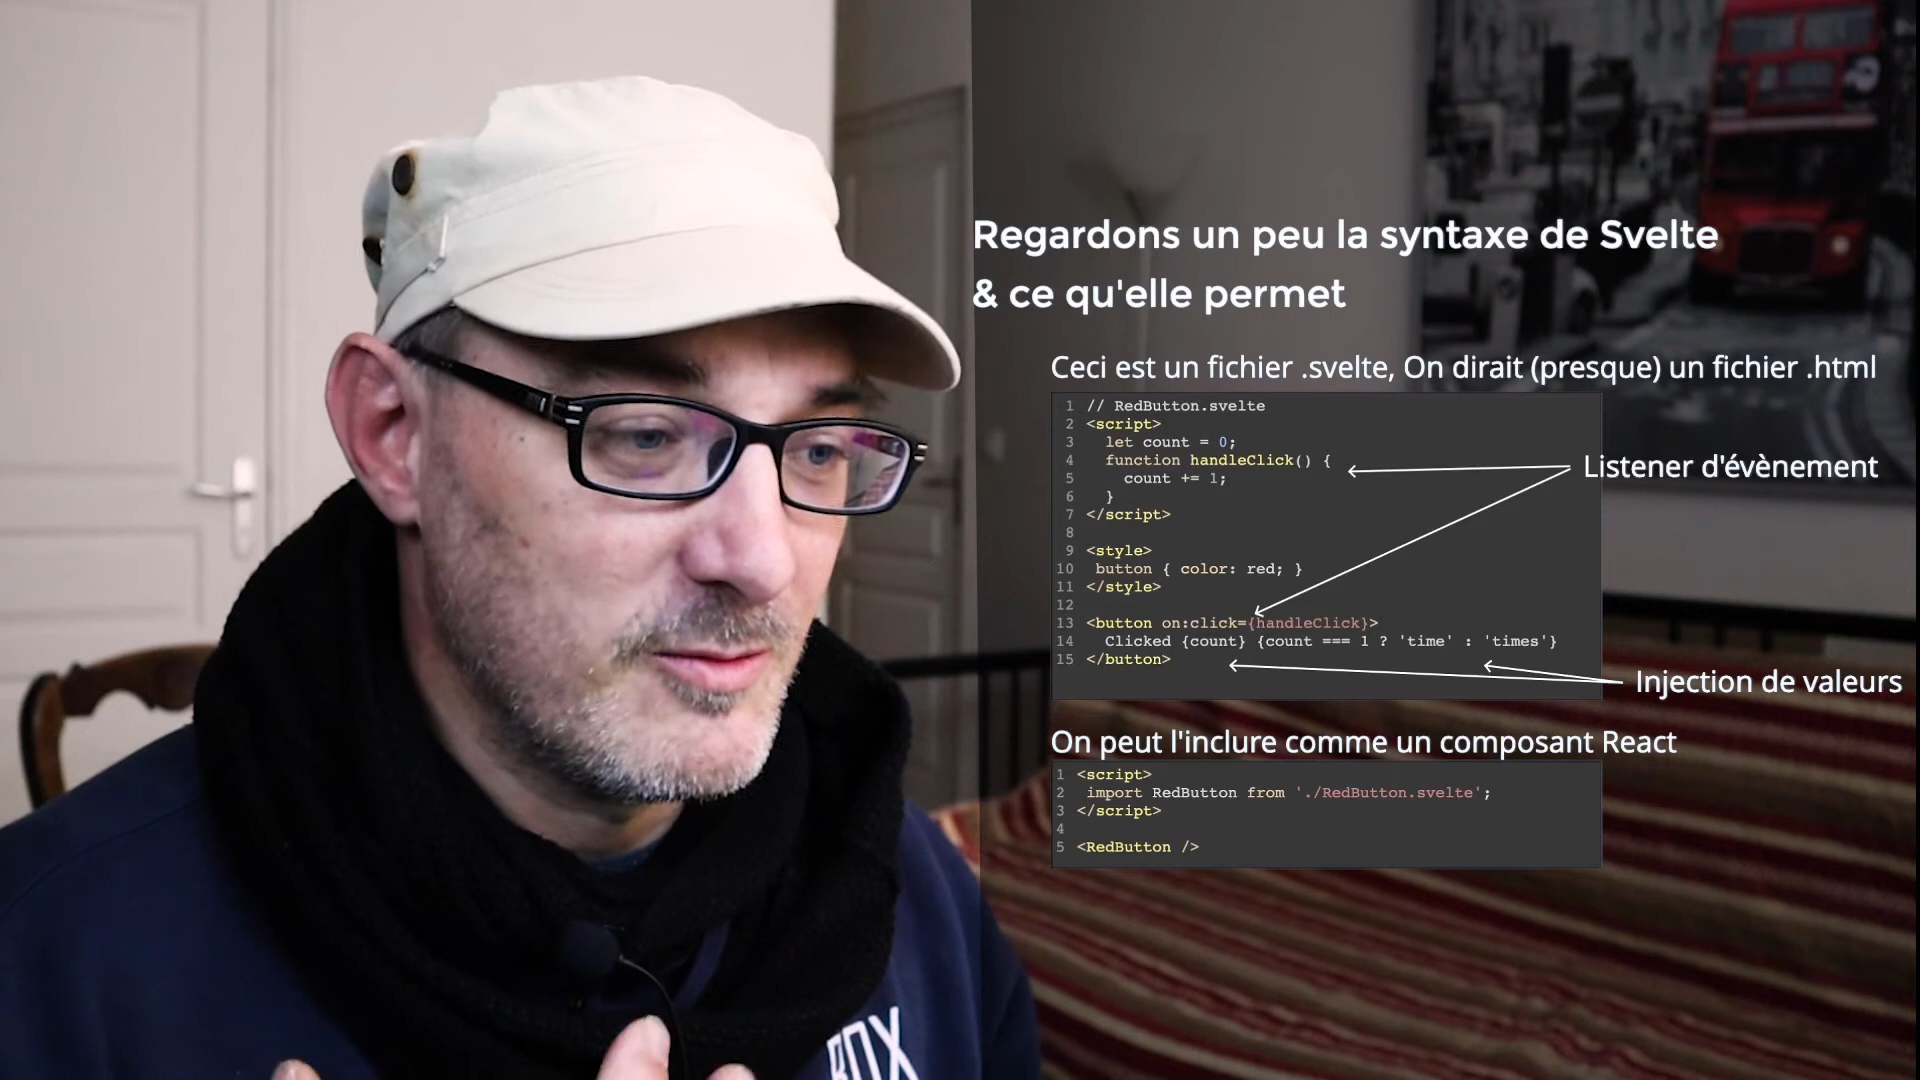 Regardons un peu la syntaxe de Svelte
& ce qu'elle permet
Ceci est un fichier .svelte, On dirait (presque) un fichier .html
1 // RedButton.svelte
2 <script>
3 let count = 0;
4 function handleClick() {
5 count += 1;
6 }
7 </script>
8
9 <style>
10 button { color: red; }
11 </style>
12
13 <button on:click={handleClick}>
14 Clicked {count} {count === 1 ? 'time' : 'times'}
15 </button>
Listener d'évènement
Injection de valeurs
On peut l'inclure comme un composant React
1 <script>
2 import RedButton from './RedButton.svelte';
3 </script>
4
5 <RedButton />
BOX